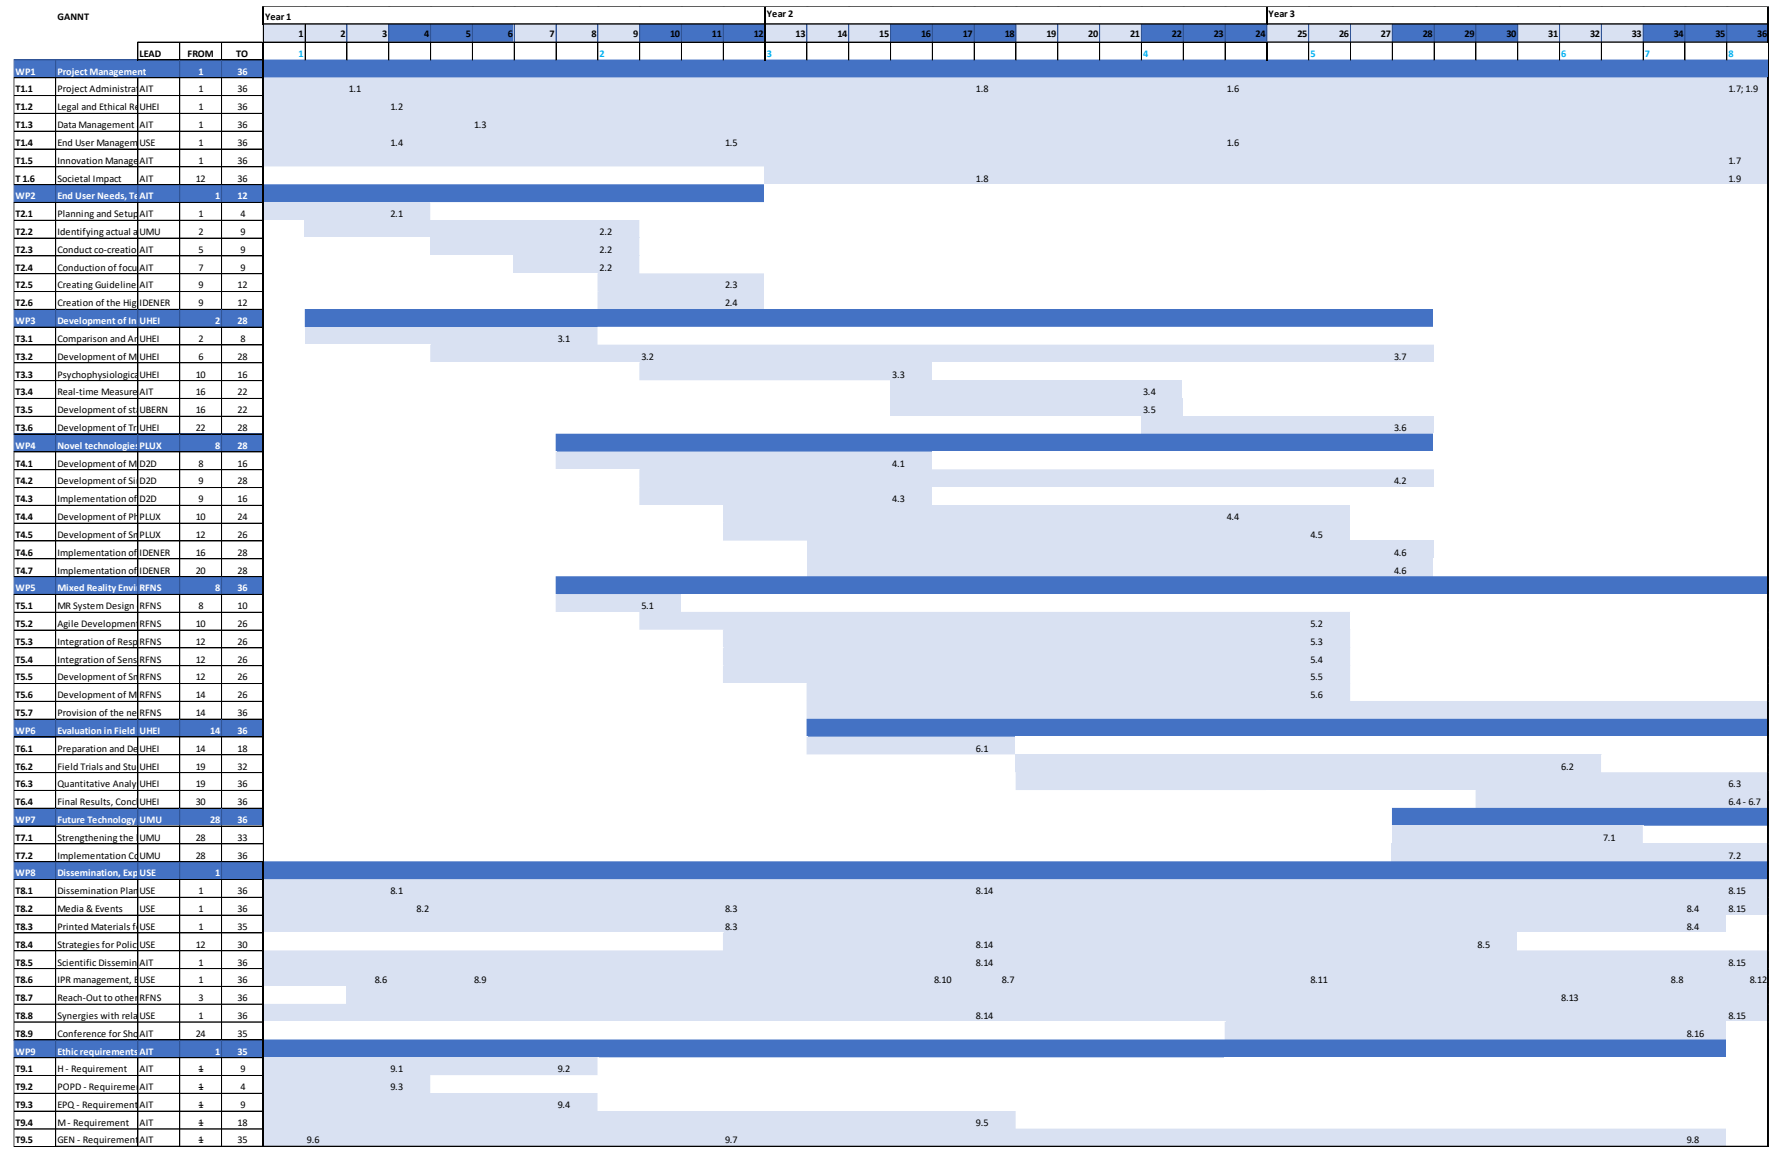 GANNT Year 1 Year 2 Year 3
1 2 3 4 5 6 7 8 9 10 11 12 13 14 15 16 17 18 19 20 21 22 23 24 25 26 27 28 29 30 31 32 33 34 35 36
LEAD FROM TO 1 2 3 4 5 6 7 8
WP1 Project Management 1 36
T1.1 Project Administra AIT 1 36 1.1 1.8 1.6 1.7; 1.9
T1.2 Legal and Ethical Re UHEI 1 36 1.2
T1.3 Data Management AIT 1 36 1.3
T1.4 End User Managem USE 1 36 1.4 1.5 1.6
T1.5 Innovation Manage AIT 1 36 1.7
T 1.6 Societal Impact AIT 12 36 1.8 1.9
WP2 End User Needs, Te AIT 1 12
T2.1 Planning and Setup AIT 1 4 2.1
T2.2 Identifying actual a UMU 2 9 2.2
T2.3 Conduct co-creatio AIT 5 9 2.2
T2.4 Conduction of focu AIT 7 9 2.2
T2.5 Creating Guideline AIT 9 12 2.3
T2.6 Creation of the Hig IDENER 9 12 2.4
WP3 Development of In UHEI 2 28
T3.1 Comparison and An UHEI 2 8 3.1
T3.2 Development of M UHEI 6 28 3.2 3.7
T3.3 Psychophysiologica UHEI 10 16 3.3
T3.4 Real-time Measure AIT 16 22 3.4
T3.5 Development of st UBERN 16 22 3.5
T3.6 Development of Tr UHEI 22 28 3.6
WP4 Novel technologies PLUX 8 28
T4.1 Development of M D2D 8 16 4.1
T4.2 Development of Si D2D 9 28 4.2
T4.3 Implementation of D2D 9 16 4.3
T4.4 Development of Ph PLUX 10 24 4.4
T4.5 Development of Sm PLUX 12 26 4.5
T4.6 Implementation of IDENER 16 28 4.6
T4.7 Implementation of IDENER 20 28 4.6
WP5 Mixed Reality Envi RFNS 8 36
T5.1 MR System Design RFNS 8 10 5.1
T5.2 Agile Developmen RFNS 10 26 5.2
T5.3 Integration of Resp RFNS 12 26 5.3
T5.4 Integration of Sens RFNS 12 26 5.4
T5.5 Development of Sm RFNS 12 26 5.5
T5.6 Development of M RFNS 14 26 5.6
T5.7 Provision of the ne RFNS 14 36
WP6 Evaluation in Field UHEI 14 36
T6.1 Preparation and De UHEI 14 18 6.1
T6.2 Field Trials and Stu UHEI 19 32 6.2
T6.3 Quantitative Analy UHEI 19 36 6.3
T6.4 Final Results, Conc UHEI 30 36 6.4 - 6.7
WP7 Future Technology UMU 28 36
T7.1 Strengthening the UMU 28 33 7.1
T7.2 Implementation Co UMU 28 36 7.2
WP8 Dissemination, Exp USE 1
T8.1 Dissemination Plan USE 1 36 8.1 8.14 8.15
T8.2 Media & Events USE 1 36 8.2 8.3 8.4 8.15
T8.3 Printed Materials f USE 1 35 8.3 8.4
T8.4 Strategies for Polic USE 12 30 8.14 8.5
T8.5 Scientific Dissemin AIT 1 36 8.14 8.15
T8.6 IPR management, E USE 1 36 8.6 8.9 8.10 8.7 8.11 8.8 8.12
T8.7 Reach-Out to other RFNS 3 36 8.13
T8.8 Synergies with rela USE 1 36 8.14 8.15
T8.9 Conference for Sho AIT 24 35 8.16
WP9 Ethic requirements AIT 1 35
T9.1 H - Requirement AIT 1 9 9.1 9.2
T9.2 POPD - Requireme AIT 1 4 9.3
T9.3 EPQ - Requirement AIT 1 9 9.4
T9.4 M - Requirement AIT 1 18 9.5
T9.5 GEN - Requirement AIT 1 35 9.6 9.7 9.8